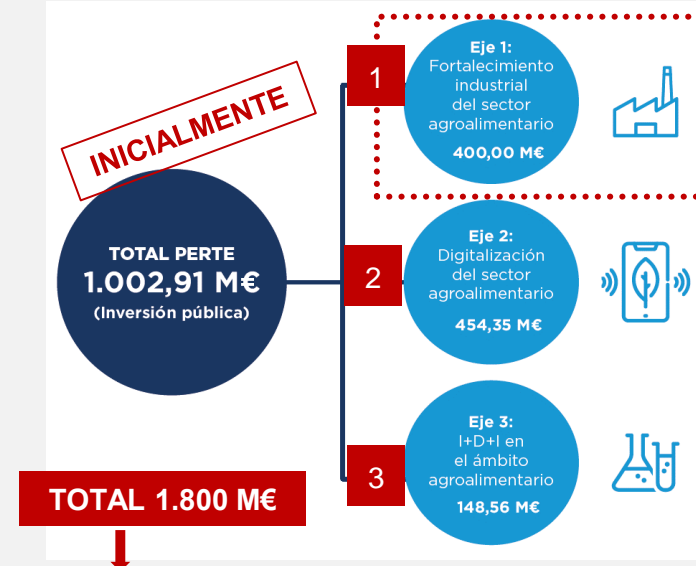 INICIALMENTE
TOTAL PERTE
1.002,91 M€
(Inversión pública)
1
Eje 1:
Fortalecimiento
industrial
del sector
agroalimentario
400,00 M€
2
Eje 2:
Digitalización
del sector
agroalimentario
454,35 M€
3
Eje 3:
I+D+I en
el ámbito
agroalimentario
148,56 M€
TOTAL 1.800 M€